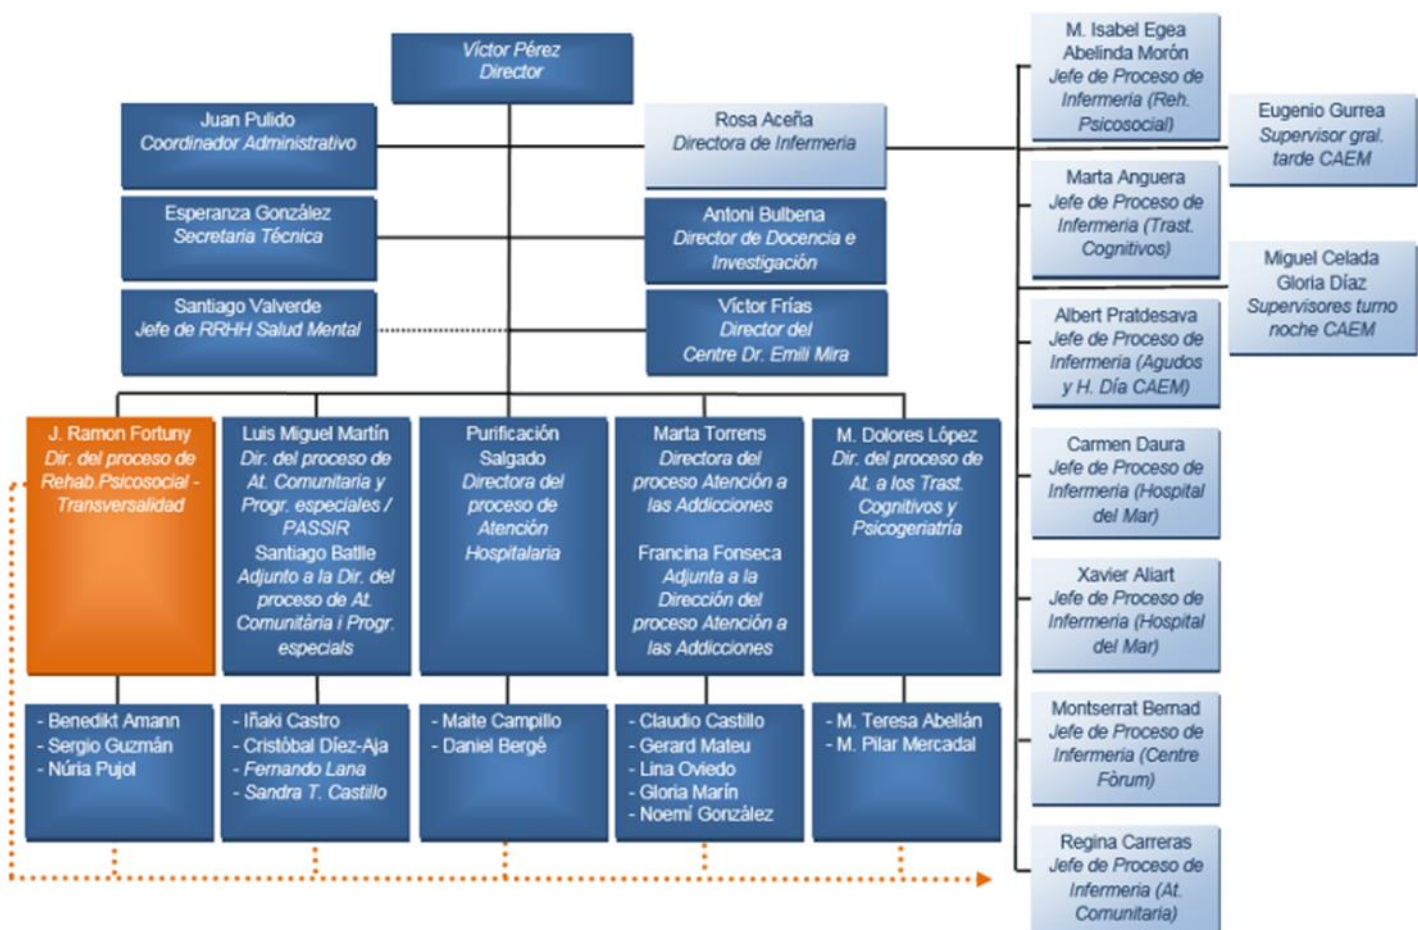 Víctor Pérez
Director
Juan Pulido
Coordinador Administrativo
Rosa Aceña
Directora de Infermeria
Esperanza González
Secretaria Técnica
Antoni Bulbena
Director de Docencia e
Investigación
Santiago Valverde
Jefe de RRHH Salud Mental
Víctor Frías
Director del
Centre Dr. Emili Mira
J. Ramon Fortuny
Dir. del proceso de
Rehab.Psicosocial -
Transversalidad
Luis Miguel Martín
Dir. del proceso de
At. Comunitaria y
Progr. especiales /
PASSIR
Santiago Batlle
Adjunto a la Dir. del
proceso de At.
Comunitària i Progr.
especials
Purificación
Salgado
Directora del
proceso de
Atención
Hospitalaria
Marta Torrens
Directora del
proceso Atención a
las Addicciones
Francina Fonseca
Adjunta a la
Dirección del
proceso Atención a
las Addicciones
M. Dolores López
Dir. del proceso de
At. a los Trast.
Cognitivos y
Psicogeriatría
- Benedikt Amann
- Sergio Guzmán
- Núria Pujol
- Iñaki Castro
- Cristóbal Díez-Aja
- Fernando Lana
- Sandra T. Castillo
- Maite Campillo
- Daniel Bergé
- Claudio Castillo
- Gerard Mateu
- Lina Oviedo
- Gloria Marín
- Noemí González
- M. Teresa Abellán
- M. Pilar Mercadal
M. Isabel Egea
Abelinda Morón
Jefe de Proceso de
Infermeria (Reh.
Psicosocial)
Eugenio Gurrea
Supervisor gral.
tarde CAEM
Marta Anguera
Jefe de Proceso de
Infermeria (Trast.
Cognitivos)
Miguel Celada
Gloria Díaz
Supervisores turno
noche CAEM
Albert Pratdesava
Jefe de Proceso de
Infermeria (Agudos
y H. Día CAEM)
Carmen Daura
Jefe de Proceso de
Infermeria (Hospital
del Mar)
Xavier Aliart
Jefe de Proceso de
Infermeria (Hospital
del Mar)
Montserrat Bernad
Jefe de Proceso de
Infermeria (Centre
Fòrum)
Regina Carreras
Jefe de Proceso de
Infermeria (At.
Comunitaria)